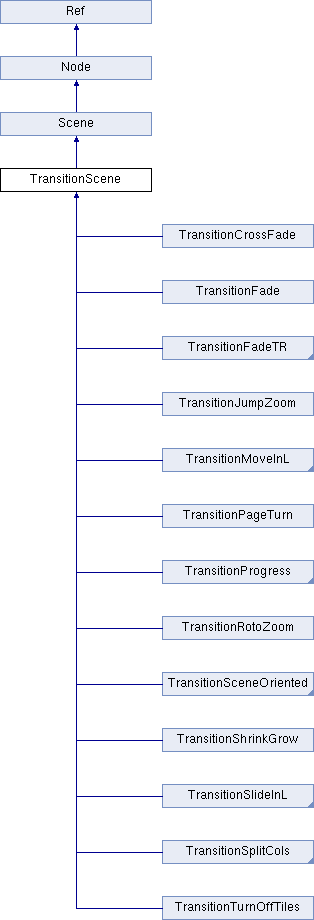 Ref
Node
Scene
TransitionScene
TransitionCrossFade
TransitionFade
TransitionFadeTR
TransitionJumpZoom
TransitionMoveInL
TransitionPageTurn
TransitionProgress
TransitionRotoZoom
TransitionSceneOriented
TransitionShrinkGrow
TransitionSlideInL
TransitionSplitCols
TransitionTurnOffTiles